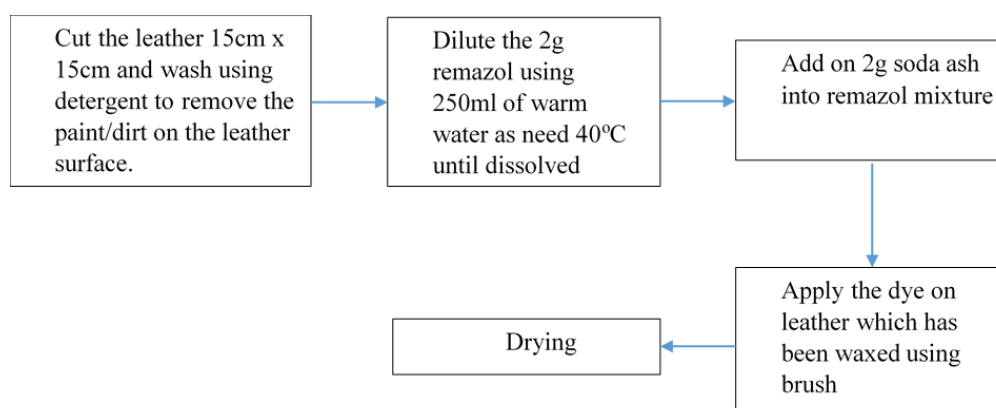 Cut the leather 15cm x
15cm and wash using
detergent to remove the
paint/dirt on the leather
surface.
Dilute the 2g
remazol using
250ml of warm
water as need 40°C
until dissolved
Add on 2g soda ash
into remazol mixture
Apply the dye on
leather which has
been waxed using
brush
Drying